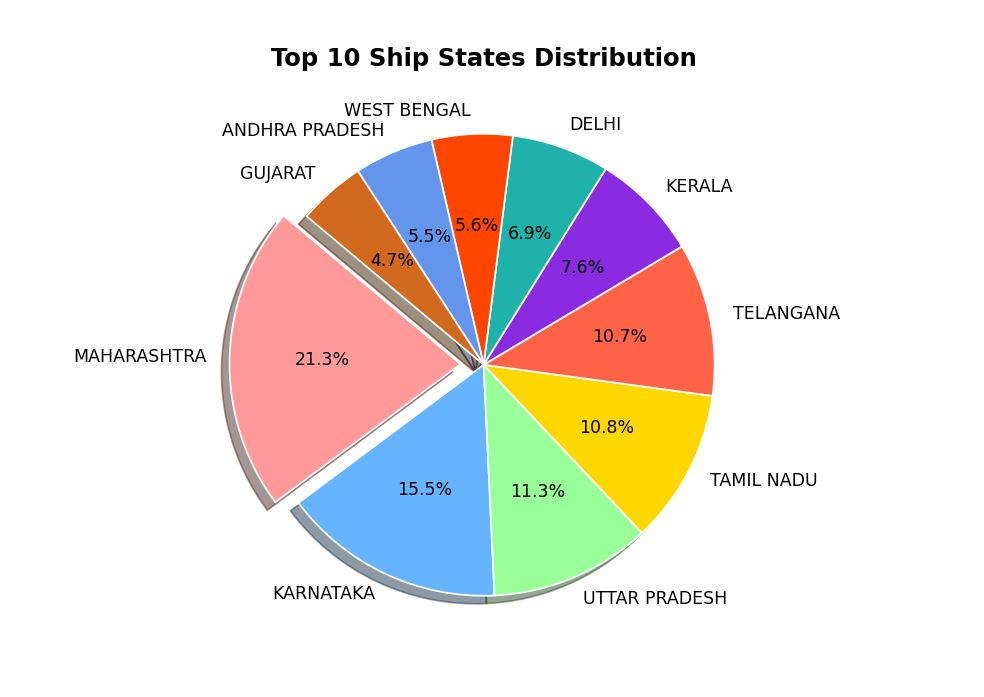 Top 10 Ship States Distribution
WEST BENGAL
DELHI
ANDHRA PRADESH
GUJARAT
KERALA
5.6%
6.9%
5.5%
4.7%
7.6%
TELANGANA
10.7%
MAHARASHTRA
21.3%
10.8%
TAMIL NADU
15.5%
11.3%
KARNATAKA
UTTAR PRADESH